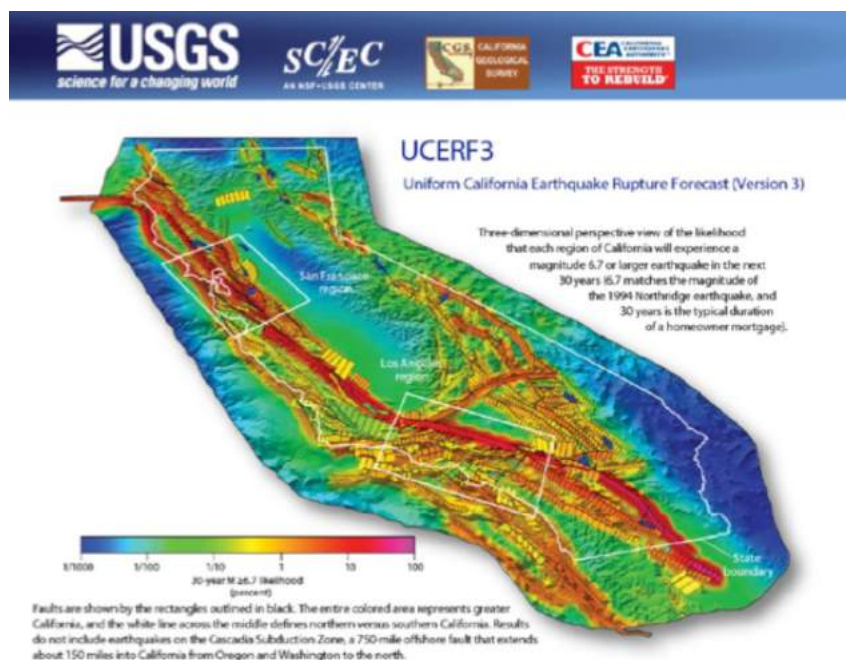 USGS
science for a changing world
SC/EC
AN NSF+USGS CENTER
CGS
CALIFORNIA
GEOLOGICAL
SURVEY
CEA CALIFORNIA
EARTHQUAKE
AUTHORITY
THE STRENGTH
TO REBUILD
UCERF3
Uniform California Earthquake Rupture Forecast (Version 3)
Three-dimensional perspective view of the likelihood
that each region of California will experience a
magnitude 6.7 or larger earthquake in the next
30 years (6.7 matches the magnitude of
the 1994 Northridge earthquake, and
30 years is the typical duration
of a homeowner mortgage).
San Francisco
region
Los Angeles
region
State
boundary
1/1000 1/100 1/10 1 10 100
30-year M ≥6.7 likelihood
(percent)
Faults are shown by the rectangles outlined in black. The entire colored area represents greater
California, and the white line across the middle defines northern versus southern California. Results
do not include earthquakes on the Cascadia Subduction Zone, a 750-mile offshore fault that extends
about 150 miles into California from Oregon and Washington to the north.